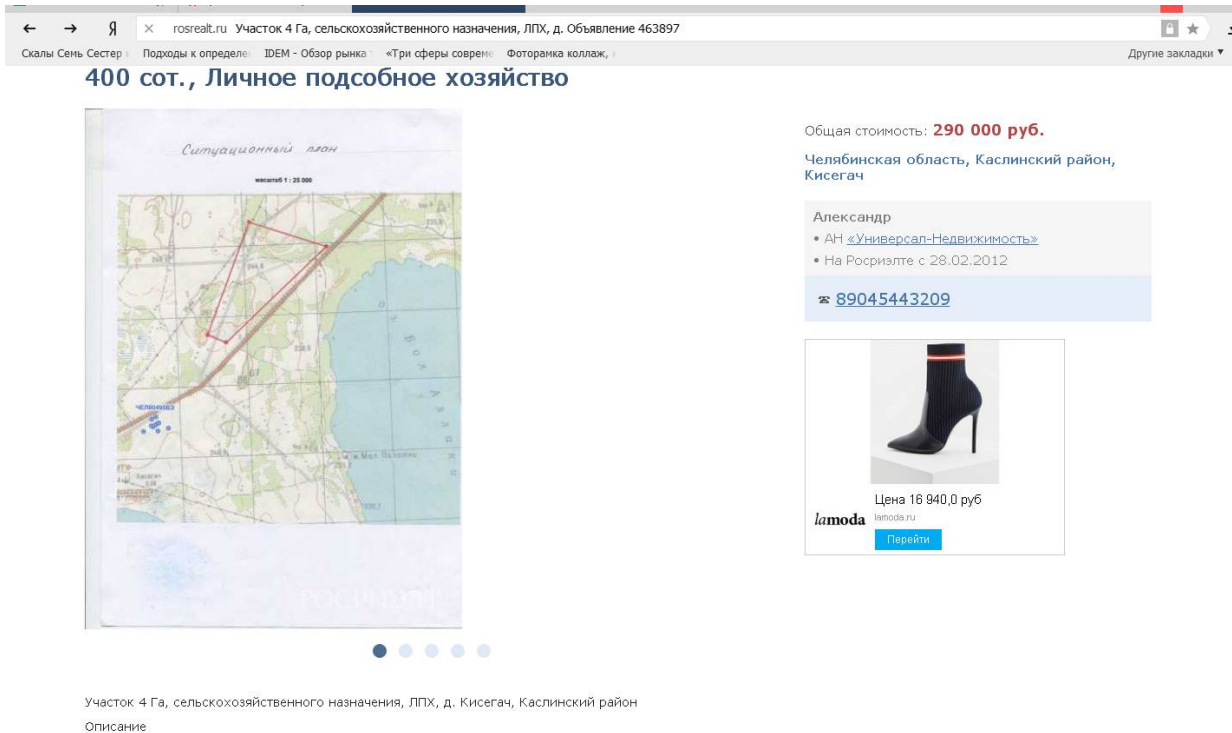 Я
rosrealt.ru Участок 4 Га, сельскохозяйственного назначения, ЛПХ, д. Объявление 463897
Скалы Семь Сестер Подходы к определе IDEM - Обзор рынка «Три сферы совреме Фоторамка коллаж, Другие закладки
400 сот., Личное подсобное хозяйство
Ситуационный план
масштаб 1 : 25 000
РОСРИЭЛТ
Общая стоимость: 290 000 руб.
Челябинская область, Каслинский район,
Кисегач
Александр
• АН «Универсал-Недвижимость»
• На Росриэлте с 28.02.2012
89045443209
Цена 16 940,0 руб
lamoda lamoda.ru
Перейти
Участок 4 Га, сельскохозяйственного назначения, ЛПХ, д. Кисегач, Каслинский район
Описание